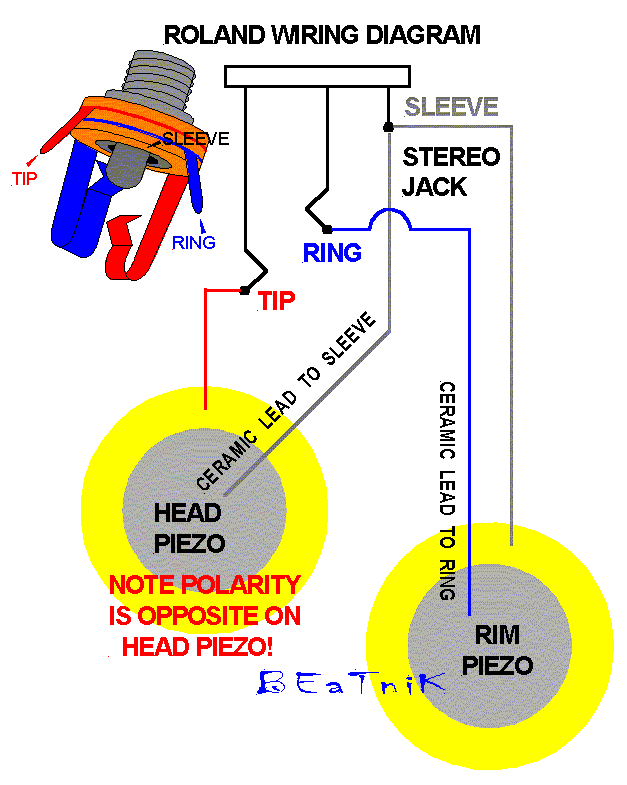 ROLAND WIRING DIAGRAM
SLEEVE
STEREO
JACK
SLEEVE
TIP
RING
RING
TIP
CERAMIC LEAD TO SLEEVE
CERAMIC LEAD TO RING
HEAD
PIEZO
NOTE POLARITY
IS OPPOSITE ON
HEAD PIEZO!
RIM
PIEZO
BEaTniK